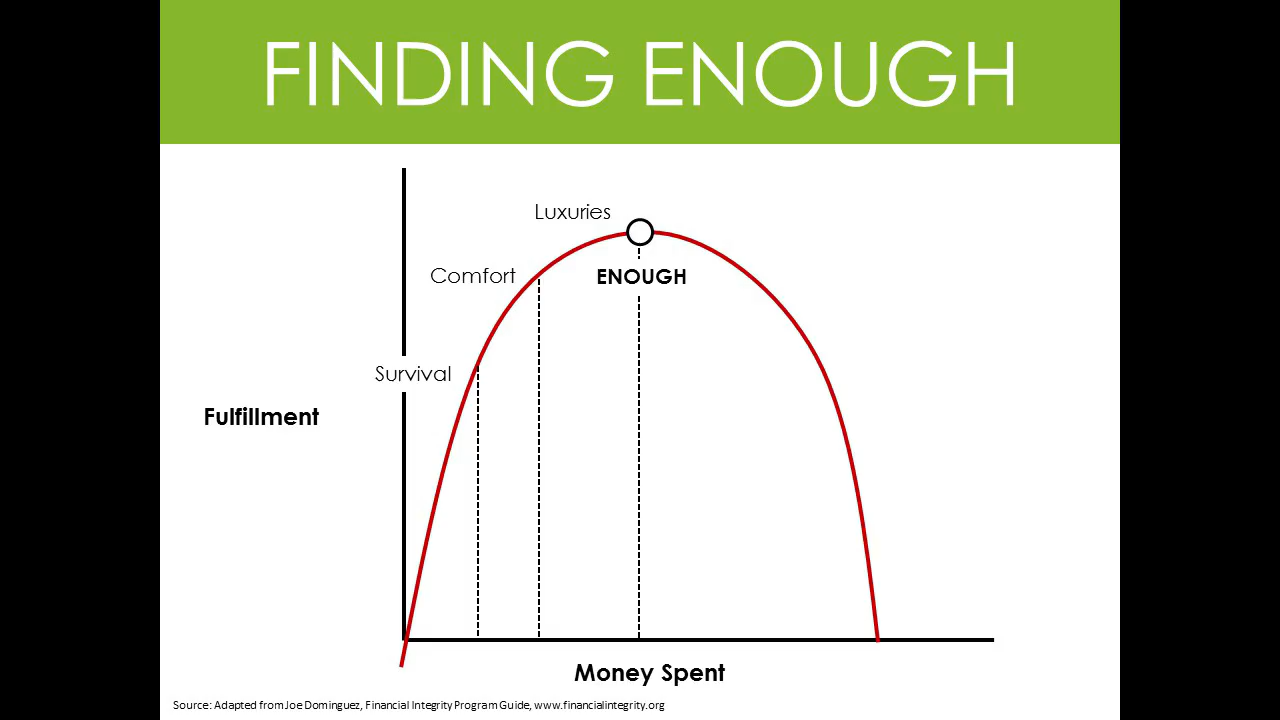 FINDING ENOUGH
Luxuries
Comfort
ENOUGH
Survival
Fulfillment
Money Spent
Source: Adapted from Joe Dominguez, Financial Integrity Program Guide, www.financialintegrity.org